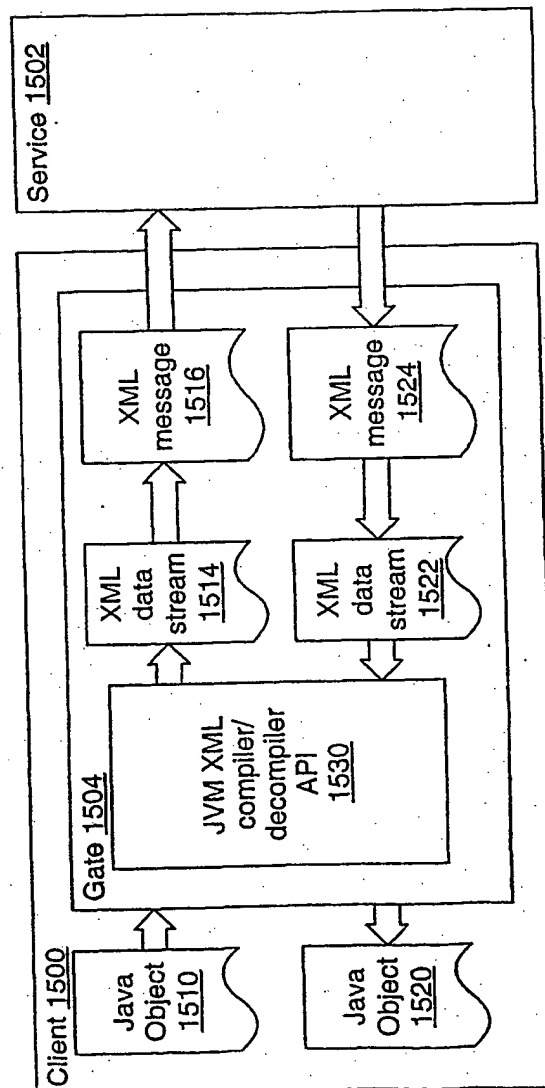 Client 1500
Java
Object
1510
Java
Object
1520
Gate 1504
JVM XML
compiler/
decompiler
API
1530
XML
data
stream
1514
XML
message
1516
XML
data
stream
1522
XML
message
1524
Service 1502